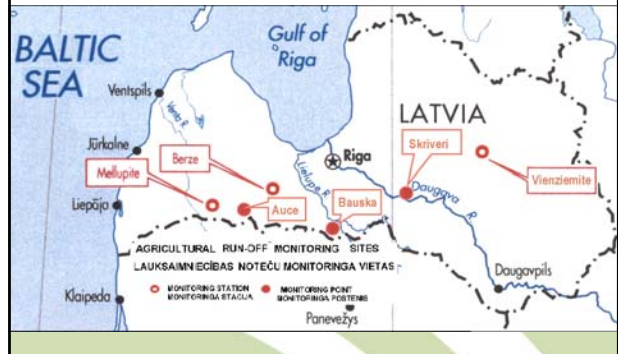 BALTIC
SEA
Gulf of
Riga
Ventspils
Venta R.
LATVIA
Jūrkalne
Mellupite
Berze
Riga
Skriveri
Vienziemite
Lielupe R.
Daugava
R.
Liepāja
Auce
Bauska
AGRICULTURAL RUN-OFF MONITORING SITES
LAUKSAIMNIECĪBAS NOTEČU MONITORINGA VIETAS
Daugavpils
Klaipeda
MONITORING STATION
MONITORINGA STACIJA
MONITORING POINT
MONITORINGA POSTENIS
Panevežys